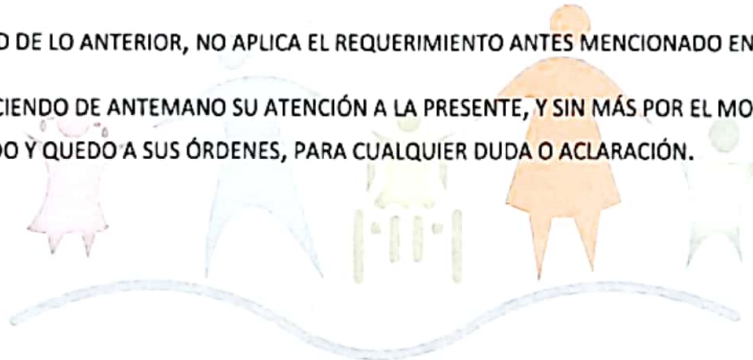 D DE LO ANTERIOR, NO APLICA EL REQUERIMIENTO ANTES MENCIONADO EN
CIENDO DE ANTEMANO SU ATENCIÓN A LA PRESENTE, Y SIN MÁS POR EL MO
DO Y QUEDO A SUS ÓRDENES, PARA CUALQUIER DUDA O ACLARACIÓN.